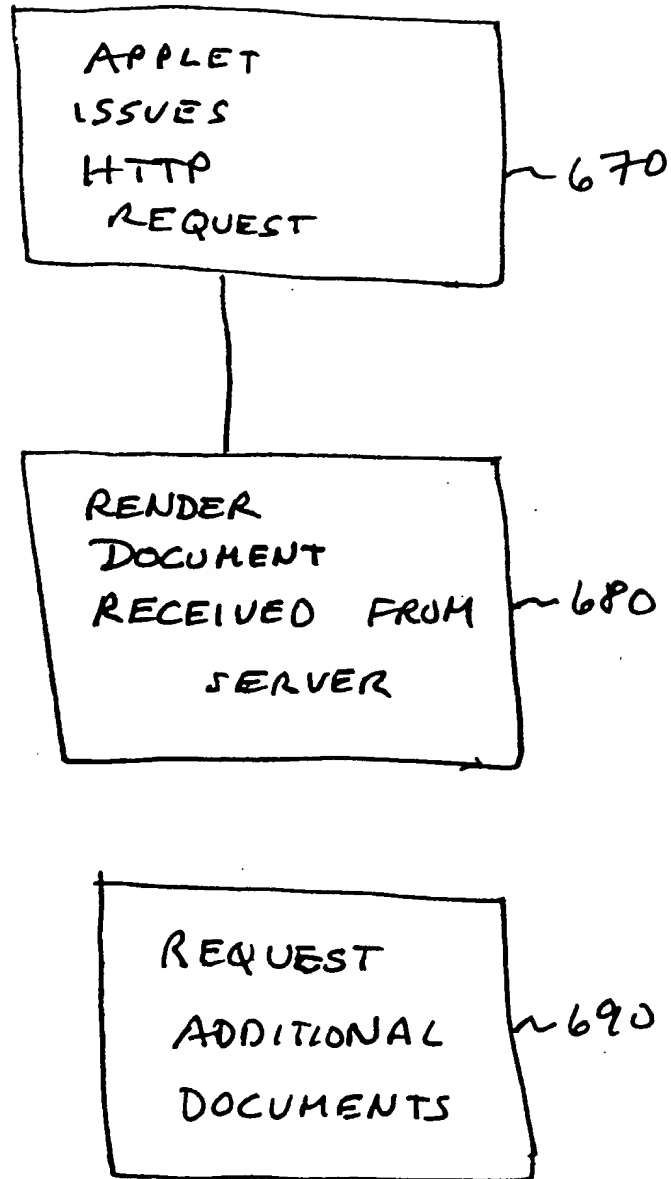 APPLET
ISSUES
HTTP
REQUEST
670
RENDER
DOCUMENT
RECEIVED FROM
SERVER
680
REQUEST
ADDITIONAL
DOCUMENTS
690